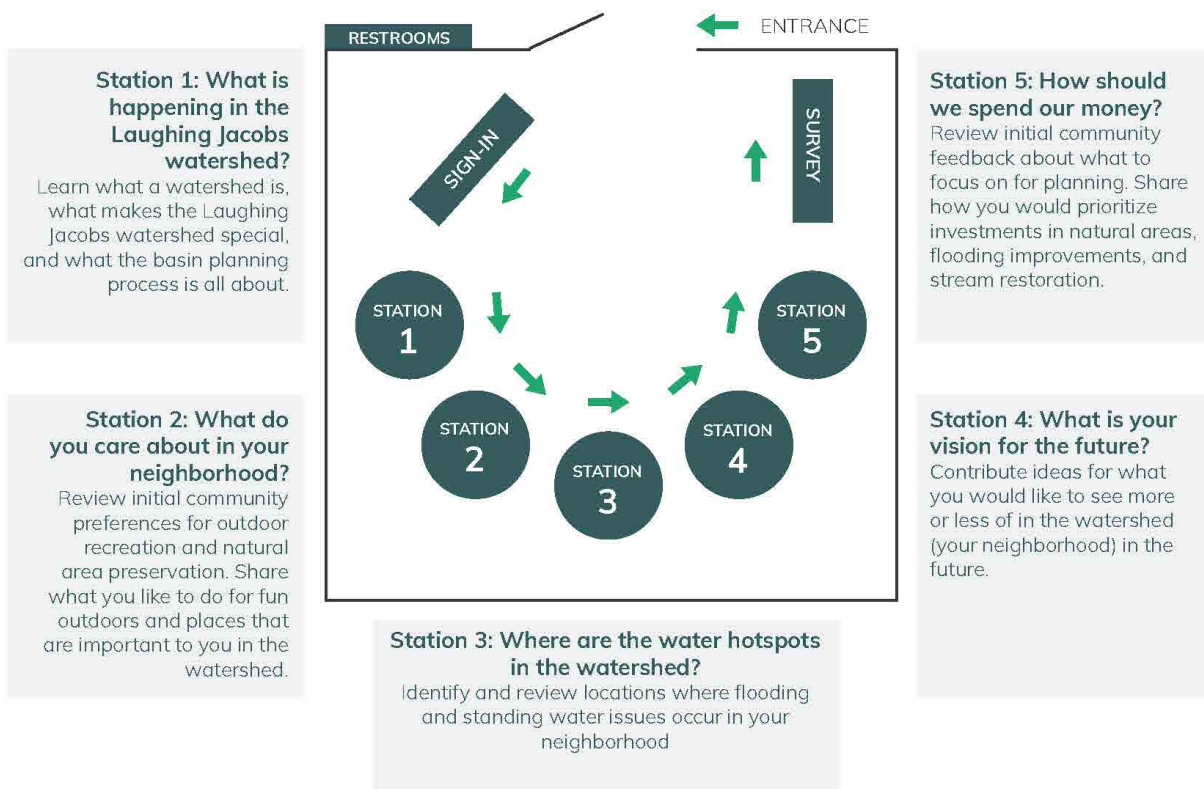 RESTROOMS
ENTRANCE
SIGN-IN
SURVEY
STATION
1
STATION
2
STATION
3
STATION
4
STATION
5
Station 1: What is
happening in the
Laughing Jacobs
watershed?
Learn what a watershed is,
what makes the Laughing
Jacobs watershed special,
and what the basin planning
process is all about.
Station 2: What do
you care about in your
neighborhood?
Review initial community
preferences for outdoor
recreation and natural
area preservation. Share
what you like to do for fun
outdoors and places that
are important to you in the
watershed.
Station 3: Where are the water hotspots
in the watershed?
Identify and review locations where flooding
and standing water issues occur in your
neighborhood
Station 4: What is your
vision for the future?
Contribute ideas for what
you would like to see more
or less of in the watershed
(your neighborhood) in the
future.
Station 5: How should
we spend our money?
Review initial community
feedback about what to
focus on for planning. Share
how you would prioritize
investments in natural areas,
flooding improvements, and
stream restoration.